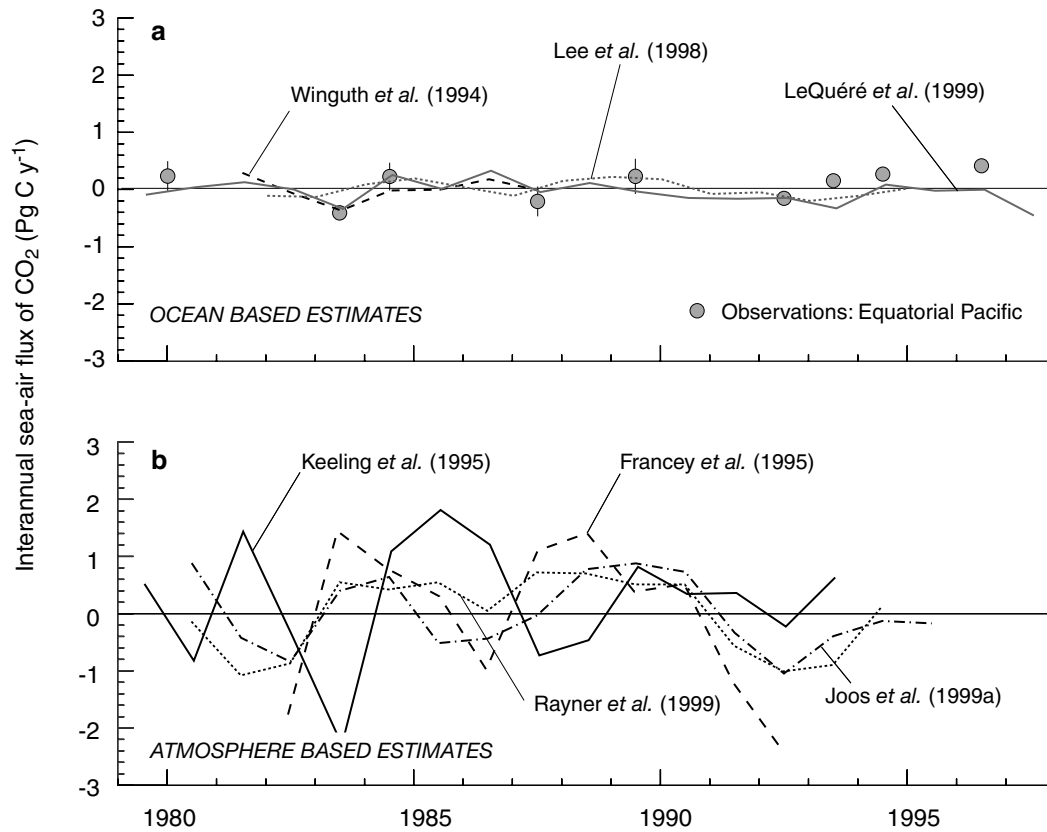 Interannual sea-air flux of CO2 (Pg C y-1)
3
2
1
0
-1
-2
-3
a
Winguth et al. (1994)
Lee et al. (1998)
LeQuéré et al. (1999)
OCEAN BASED ESTIMATES
Observations: Equatorial Pacific
3
2
1
0
-1
-2
-3
b
Keeling et al. (1995)
Francey et al. (1995)
Rayner et al. (1999)
Joos et al. (1999a)
ATMOSPHERE BASED ESTIMATES
1980
1985
1990
1995